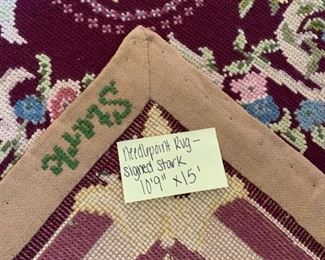 Stark
Needlepoint Rug -
signed Stark
10'9" x 15'